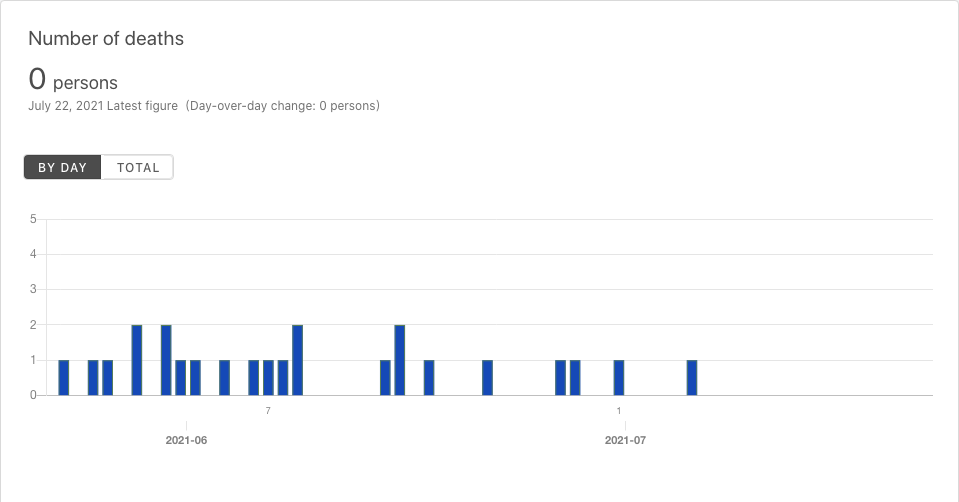 Number of deaths
0 persons
July 22, 2021 Latest figure (Day-over-day change: 0 persons)
BY DAY TOTAL
5
4
3
2
1
0
7 1
2021-06 2021-07